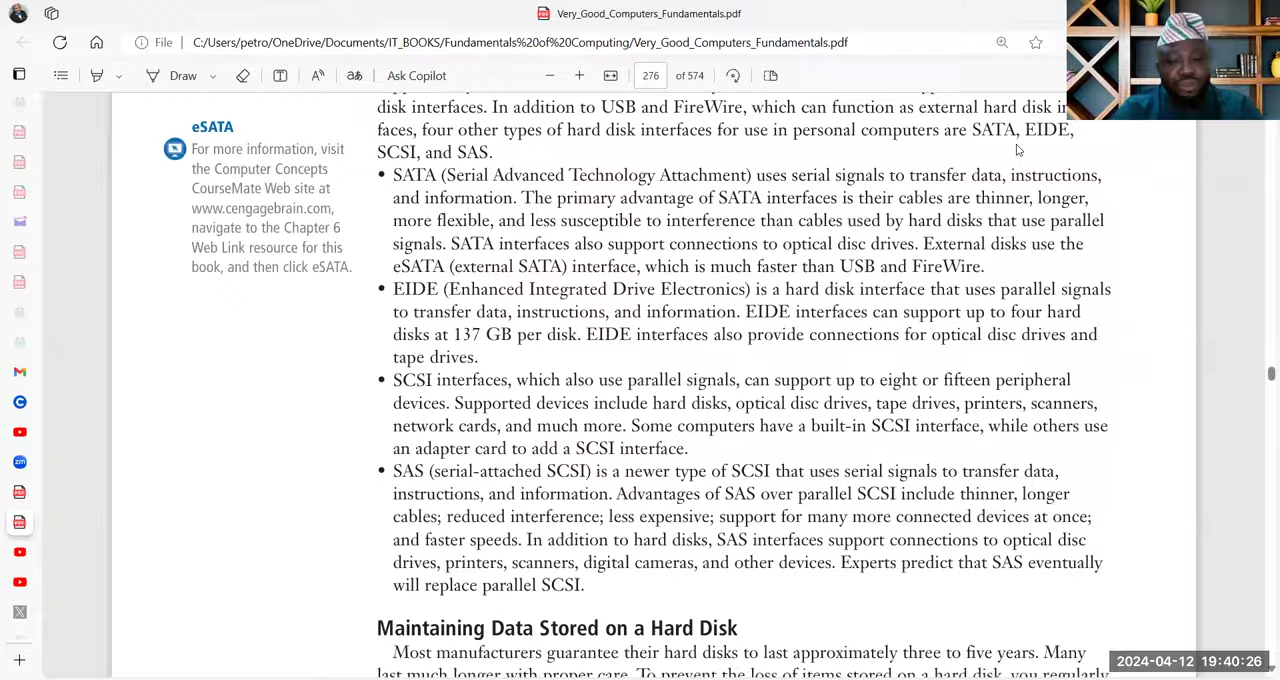 Very_Good_Computers_Fundamentals.pdf
File
C:/Users/petro/OneDrive/Documents/IT_BOOKS/Fundamentals%20of%20Computing/Very_Good_Computers_Fundamentals.pdf
Draw
Ask Copilot
276
of 574
eSATA
For more information, visit
the Computer Concepts
CourseMate Web site at
www.cengagebrain.com,
navigate to the Chapter 6
Web Link resource for this
book, and then click eSATA.
disk interfaces. In addition to USB and FireWire, which can function as external hard disk in
faces, four other types of hard disk interfaces for use in personal computers are SATA, EIDE,
SCSI, and SAS.
• SATA (Serial Advanced Technology Attachment) uses serial signals to transfer data, instructions,
and information. The primary advantage of SATA interfaces is their cables are thinner, longer,
more flexible, and less susceptible to interference than cables used by hard disks that use parallel
signals. SATA interfaces also support connections to optical disc drives. External disks use the
eSATA (external SATA) interface, which is much faster than USB and FireWire.
• EIDE (Enhanced Integrated Drive Electronics) is a hard disk interface that uses parallel signals
to transfer data, instructions, and information. EIDE interfaces can support up to four hard
disks at 137 GB per disk. EIDE interfaces also provide connections for optical disc drives and
tape drives.
• SCSI interfaces, which also use parallel signals, can support up to eight or fifteen peripheral
devices. Supported devices include hard disks, optical disc drives, tape drives, printers, scanners,
network cards, and much more. Some computers have a built-in SCSI interface, while others use
an adapter card to add a SCSI interface.
• SAS (serial-attached SCSI) is a newer type of SCSI that uses serial signals to transfer data,
instructions, and information. Advantages of SAS over parallel SCSI include thinner, longer
cables; reduced interference; less expensive; support for many more connected devices at once;
and faster speeds. In addition to hard disks, SAS interfaces support connections to optical disc
drives, printers, scanners, digital cameras, and other devices. Experts predict that SAS eventually
will replace parallel SCSI.
Maintaining Data Stored on a Hard Disk
Most manufacturers guarantee their hard disks to last approximately three to five years. Many
last much longer with proper care. To prevent the loss of items stored on a hard disk, you regularly
2024-04-12 19:40:26